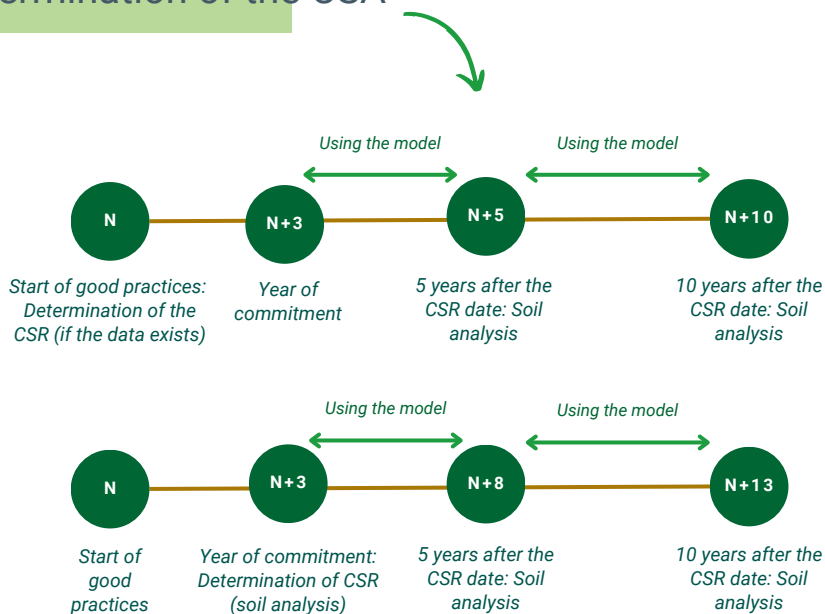 of the CSA
Using the model
Using the model
N
N+3
N+5
N+10
Start of good practices:
Determination of the
CSR (if the data exists)
Year of
commitment
5 years after the
CSR date: Soil
analysis
10 years after the
CSR date: Soil
analysis
Using the model
Using the model
N
N+3
N+8
N+13
Start of
good
practices
Year of commitment:
Determination of CSR
(soil analysis)
5 years after the
CSR date: Soil
analysis
10 years after the
CSR date: Soil
analysis